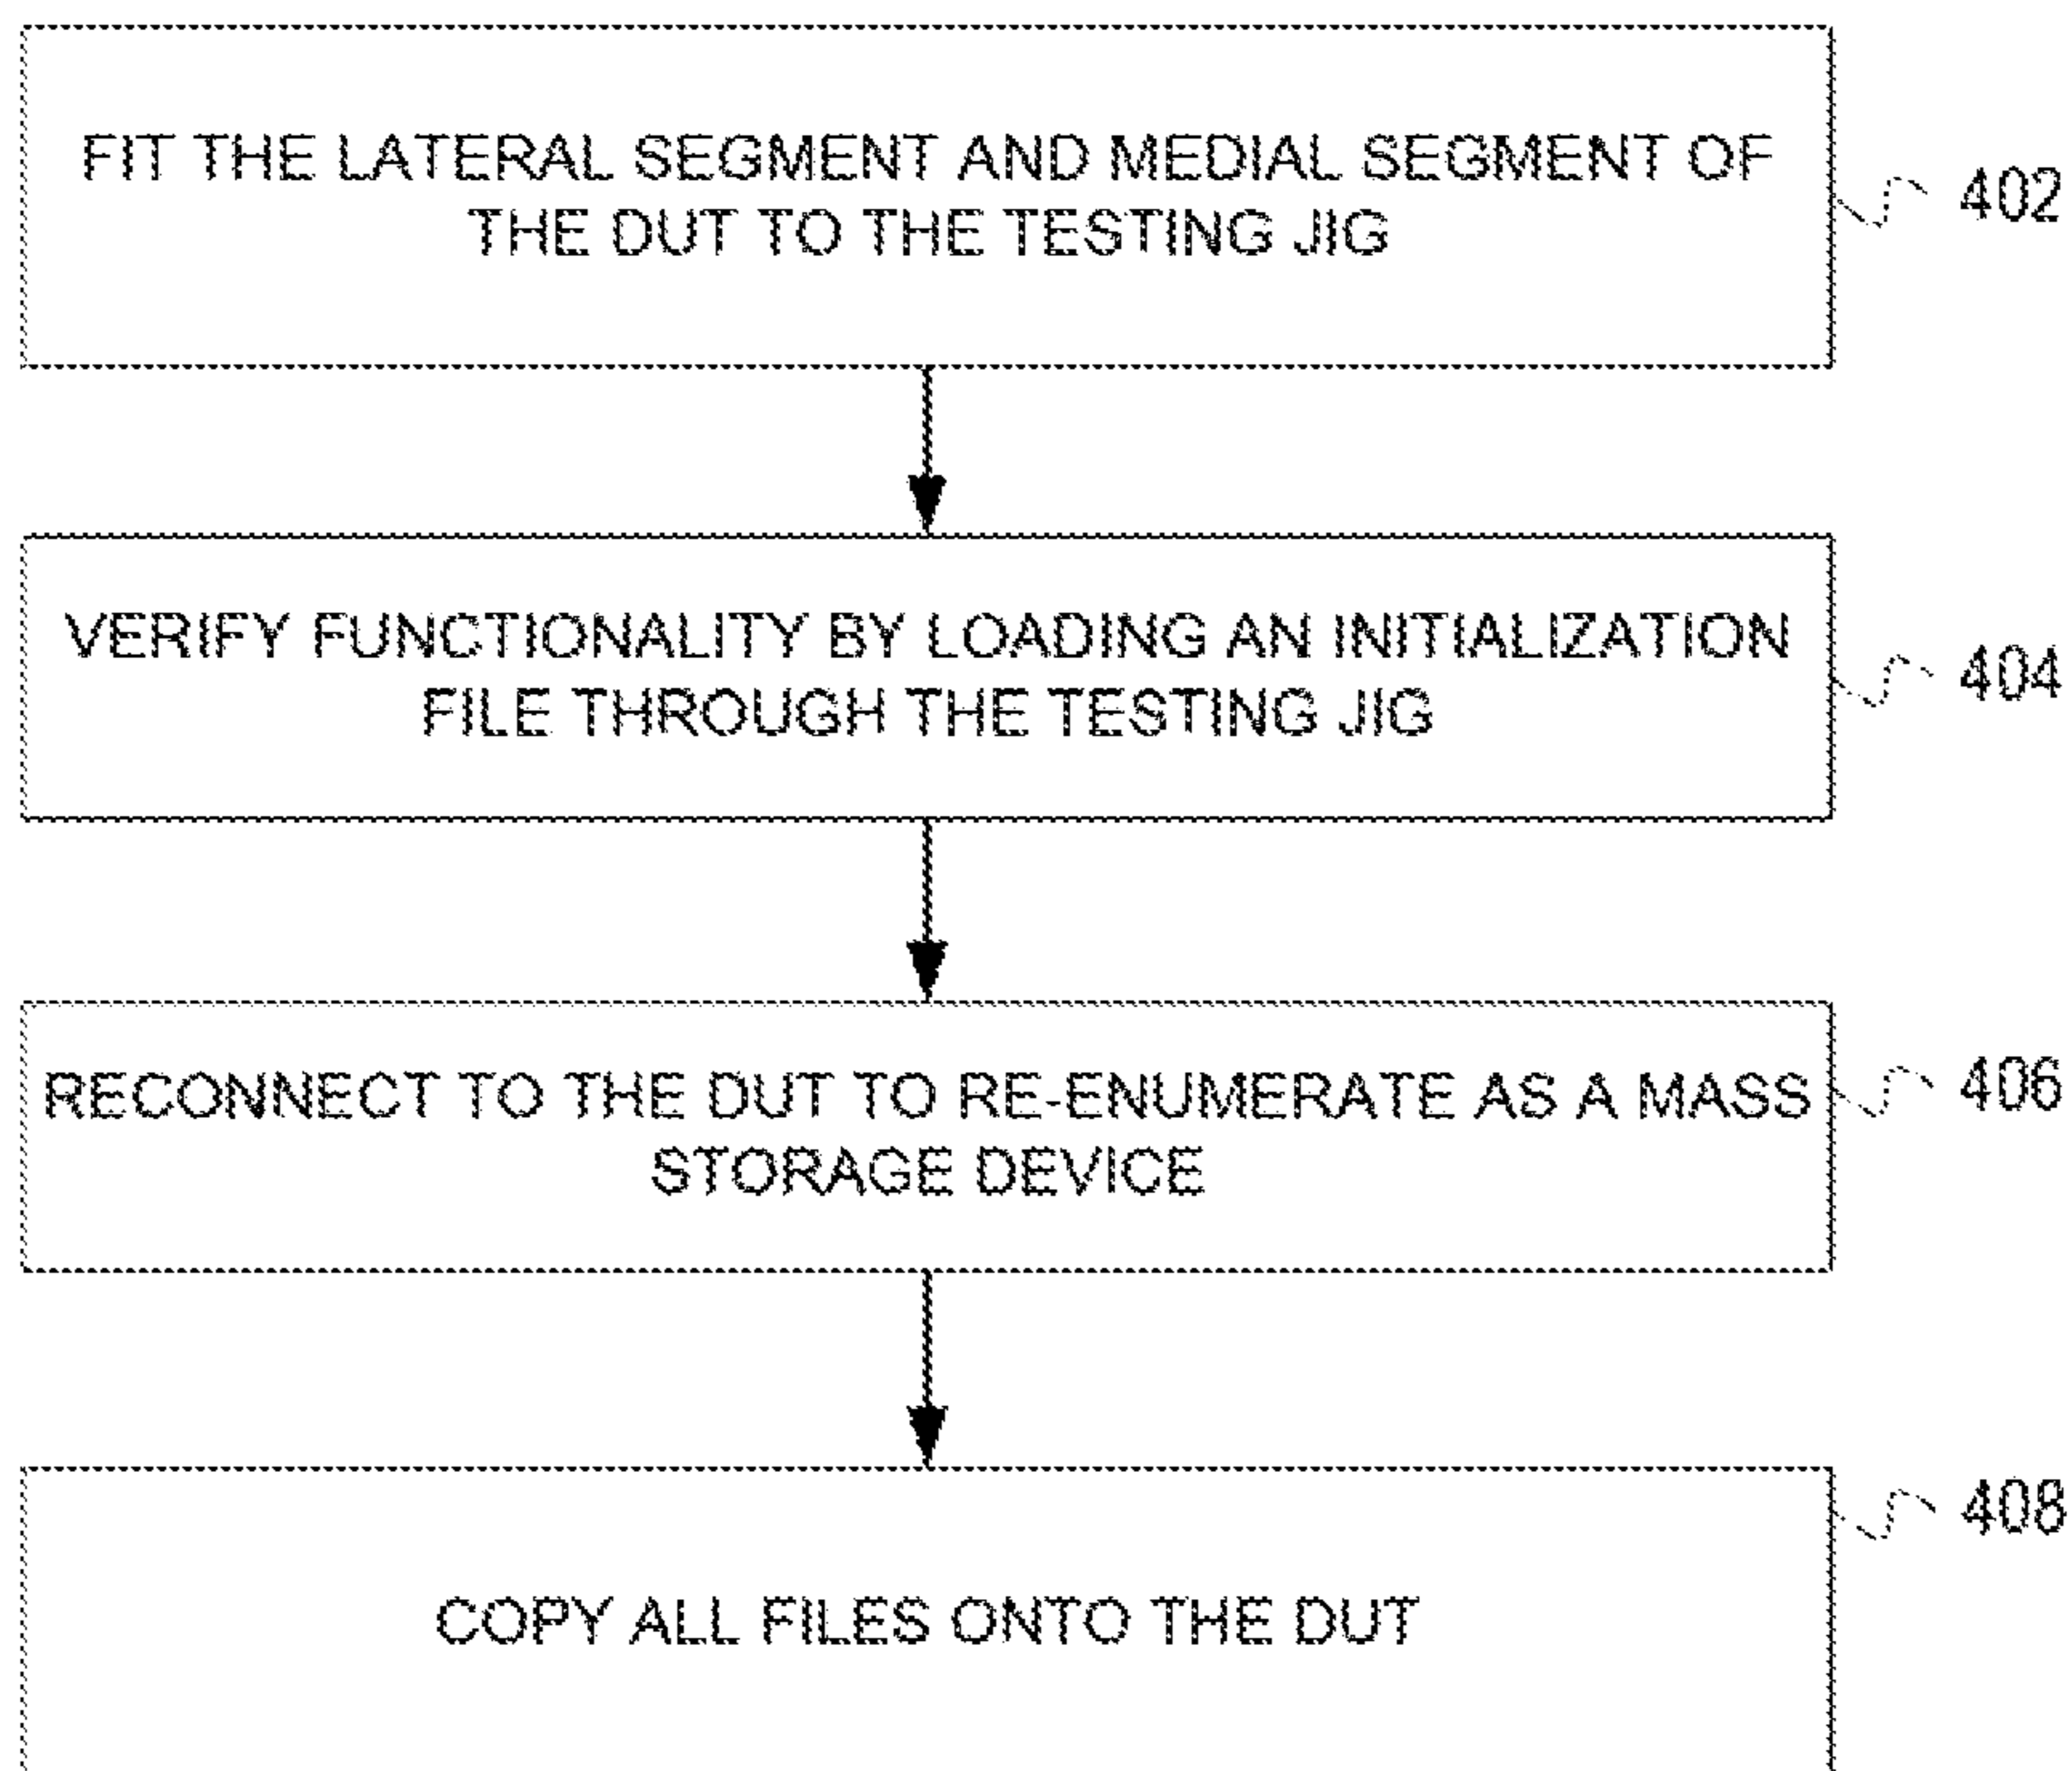 FIT THE LATERAL SEGMENT AND MEDIAL SEGMENT OF
THE DUT TO THE TESTING JIG
402
VERIFY FUNCTIONALITY BY LOADING AN INITIALIZATION
FILE THROUGH THE TESTING JIG
404
RECONNECT TO THE DUT TO RE-ENUMERATE AS A MASS
STORAGE DEVICE
406
COPY ALL FILES ONTO THE DUT
408